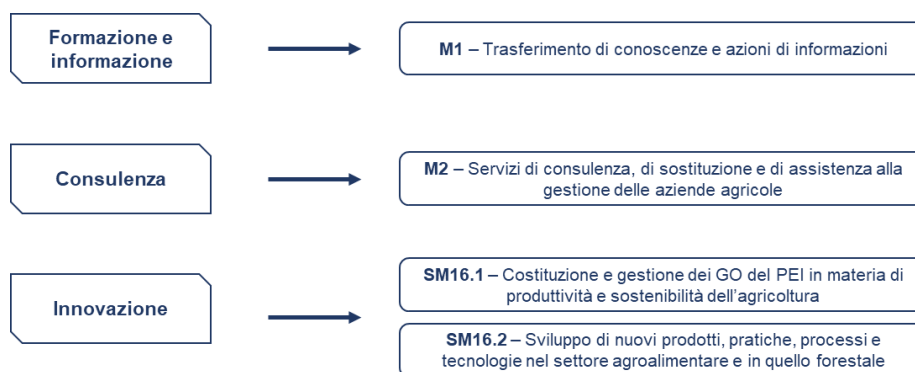 Formazione e
informazione
M1 – Trasferimento di conoscenze e azioni di informazioni
Consulenza
M2 – Servizi di consulenza, di sostituzione e di assistenza alla
gestione delle aziende agricole
Innovazione
SM16.1 – Costituzione e gestione dei GO del PEI in materia di
produttività e sostenibilità dell’agricoltura
SM16.2 – Sviluppo di nuovi prodotti, pratiche, processi e
tecnologie nel settore agroalimentare e in quello forestale